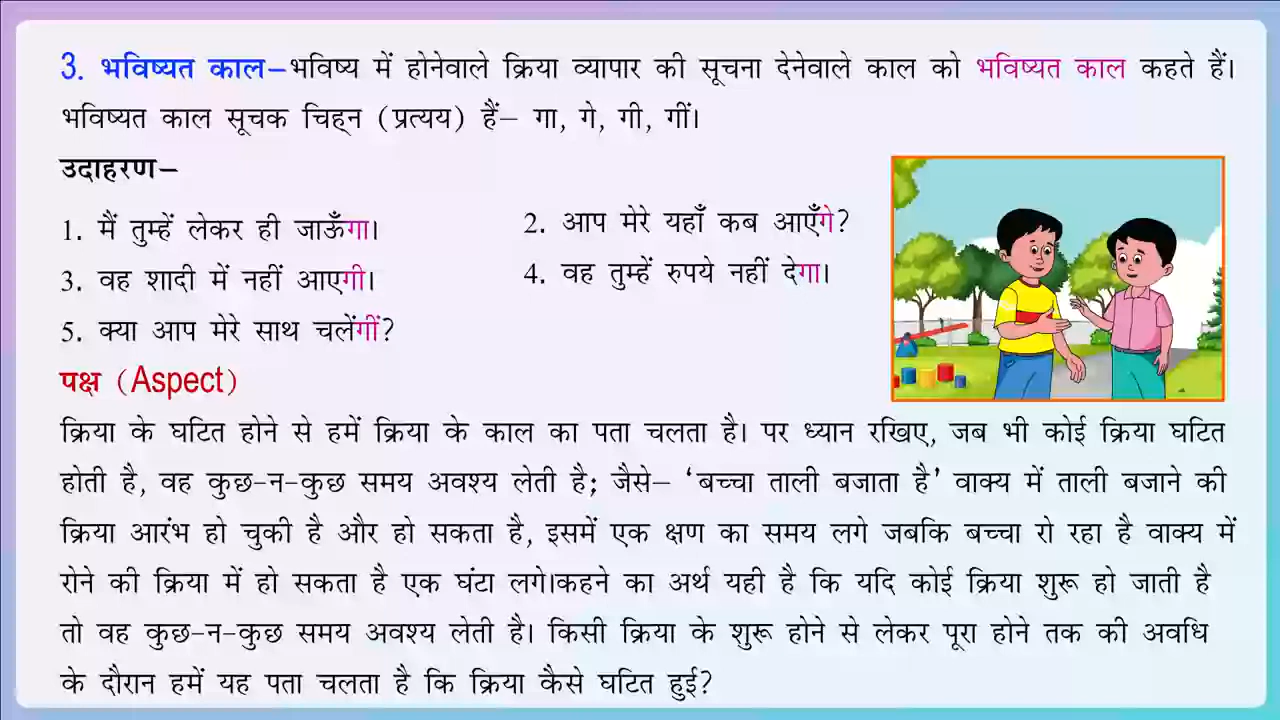 3. भविष्यत काल–भविष्य में होनेवाले क्रिया व्यापार की सूचना देनेवाले काल को भविष्यत काल कहते हैं।
भविष्यत काल सूचक चिह्न (प्रत्यय) हैं– गा, गे, गी, गीं।
उदाहरण–
1. मैं तुम्हें लेकर ही जाऊँगा।
2. आप मेरे यहाँ कब आएँगे?
3. वह शादी में नहीं आएगी।
4. वह तुम्हें रुपये नहीं देगा।
5. क्या आप मेरे साथ चलेंगीं?
पक्ष (Aspect)
क्रिया के घटित होने से हमें क्रिया के काल का पता चलता है। पर ध्यान रखिए, जब भी कोई क्रिया घटित
होती है, वह कुछ-न-कुछ समय अवश्य लेती है; जैसे– ‘बच्चा ताली बजाता है’ वाक्य में ताली बजाने की
क्रिया आरंभ हो चुकी है और हो सकता है, इसमें एक क्षण का समय लगे जबकि बच्चा रो रहा है वाक्य में
रोने की क्रिया में हो सकता है एक घंटा लगे।कहने का अर्थ यही है कि यदि कोई क्रिया शुरू हो जाती है
तो वह कुछ-न-कुछ समय अवश्य लेती है। किसी क्रिया के शुरू होने से लेकर पूरा होने तक की अवधि
के दौरान हमें यह पता चलता है कि क्रिया कैसे घटित हुई?